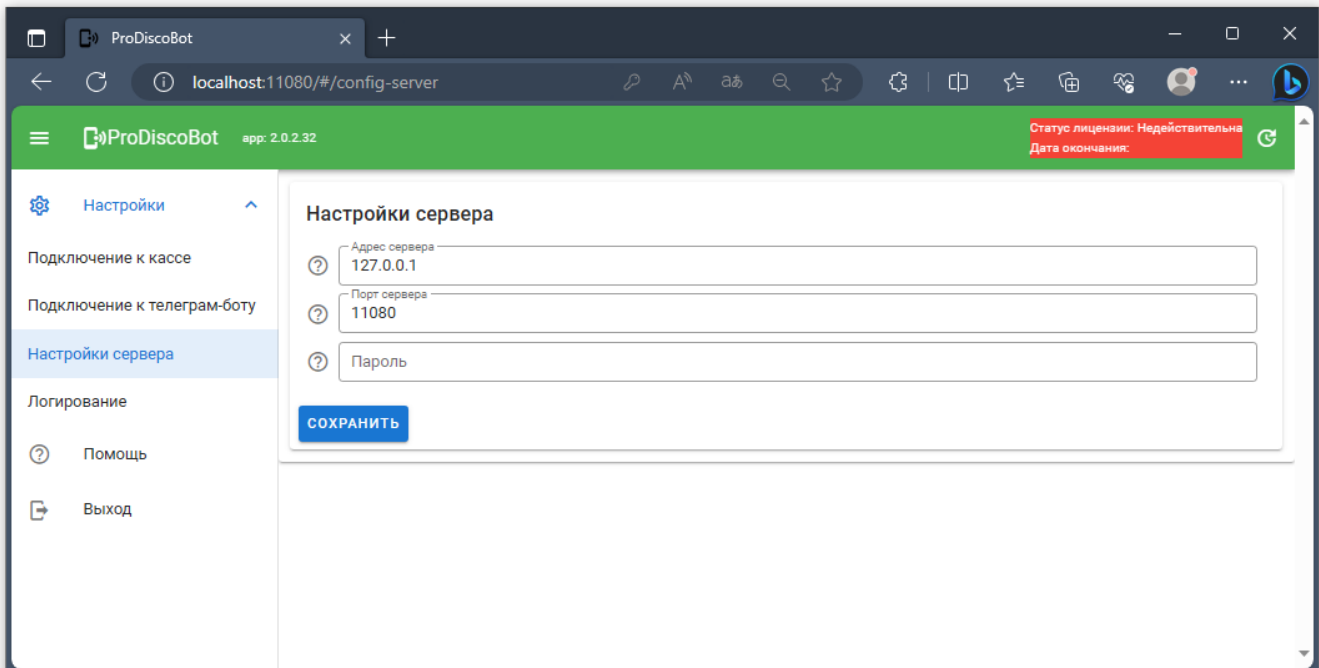 ProDiscoBot
localhost:11080/#/config-server
ProDiscoBot app: 2.0.2.32
Статус лицензии: Недействительна
Дата окончания:
Настройки
Подключение к кассе
Подключение к телеграм-боту
Настройки сервера
Логирование
Помощь
Выход
Настройки сервера
Адрес сервера
127.0.0.1
Порт сервера
11080
Пароль
СОХРАНИТЬ